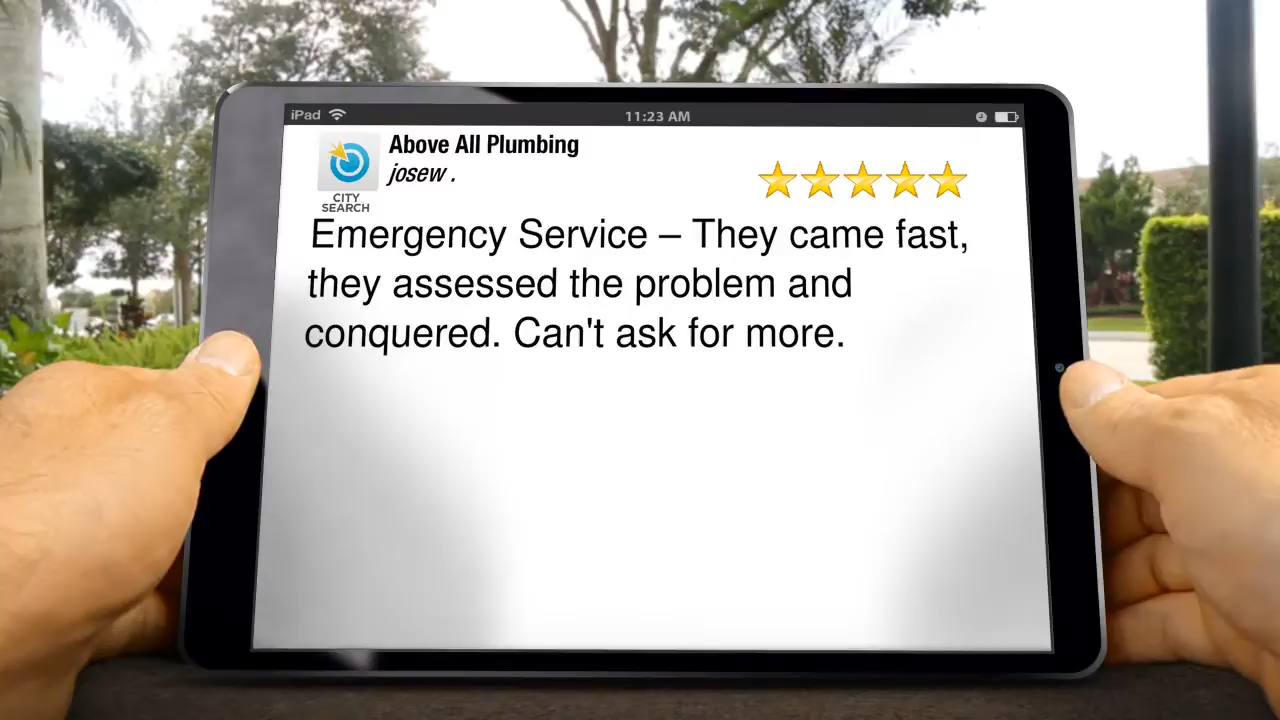 iPad
11:23 AM
Above All Plumbing
josew .
CITY
SEARCH
Emergency Service – They came fast,
they assessed the problem and
conquered. Can't ask for more.